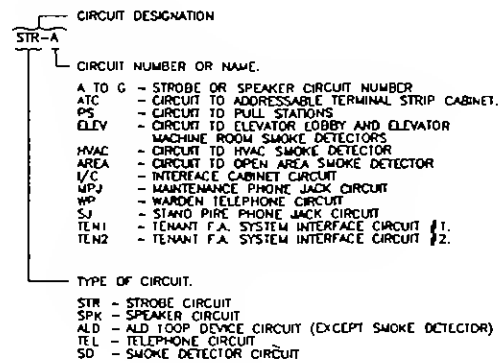 CIRCUIT DESIGNATION
STR-A
CIRCUIT NUMBER OR NAME.
A TO G - STROBE OR SPEAKER CIRCUIT NUMBER
ATC - CIRCUIT TO ADDRESSABLE TERMINAL STRIP CABINET.
PS - CIRCUIT TO PULL STATIONS
ELEV - CIRCUIT TO ELEVATOR LOBBY AND ELEVATOR
MACHINE ROOM SMOKE DETECTORS
HVAC - CIRCUIT TO HVAC SMOKE DETECTOR
AREA - CIRCUIT TO OPEN AREA SMOKE DETECTOR
I/C - INTERFACE CABINET CIRCUIT
MPJ - MAINTENANCE PHONE JACK CIRCUIT
WP - WARDEN TELEPHONE CIRCUIT
SJ - STAND PIPE PHONE JACK CIRCUIT
TEN1 - TENANT F.A. SYSTEM INTERFACE CIRCUIT #1.
TEN2 - TENANT F.A. SYSTEM INTERFACE CIRCUIT #2.
TYPE OF CIRCUIT.
STR - STROBE CIRCUIT
SPK - SPEAKER CIRCUIT
ALD - ALD LOOP DEVICE CIRCUIT (EXCEPT SMOKE DETECTOR)
TEL - TELEPHONE CIRCUIT
SD - SMOKE DETECTOR CIRCUIT